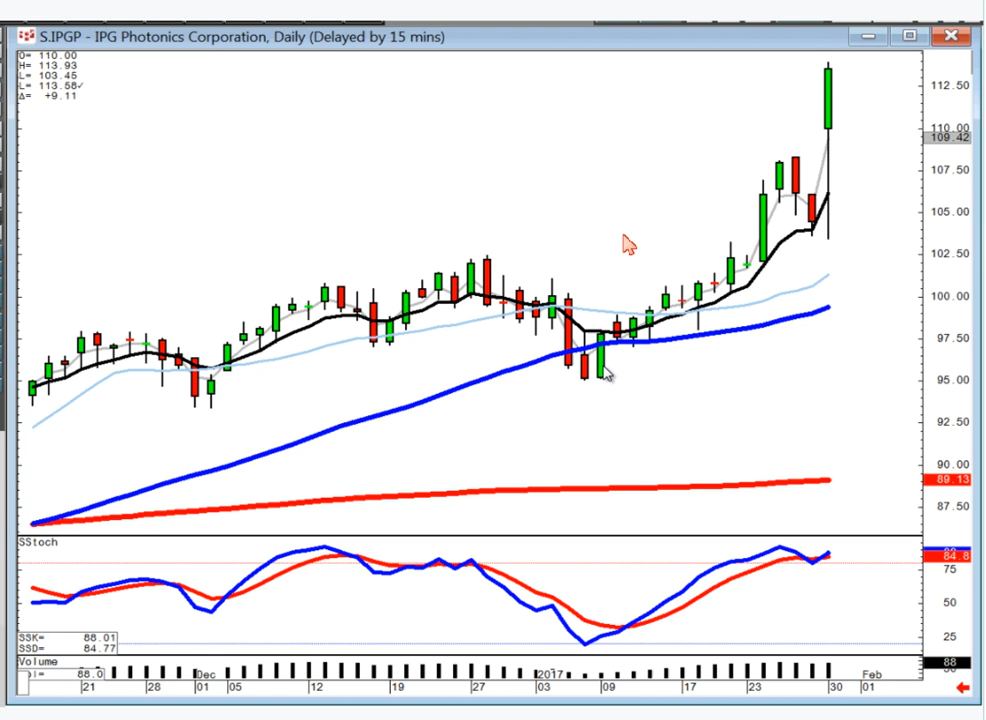 S.IPGP - IPG Photonics Corporation, Daily (Delayed by 15 mins)
O= 110.00
H= 113.93
L= 103.45
L= 113.58✓
Δ= +9.11
112.50
110.00
109.42
107.50
105.00
102.50
100.00
97.50
95.00
92.50
90.00
89.13
87.50
SStoch
84.8
75
50
25
SSK= 88.01
SSD= 84.77
Volume
88
88.0
Dec
2017
Feb
21
28
01
05
12
19
27
03
09
17
23
30
01